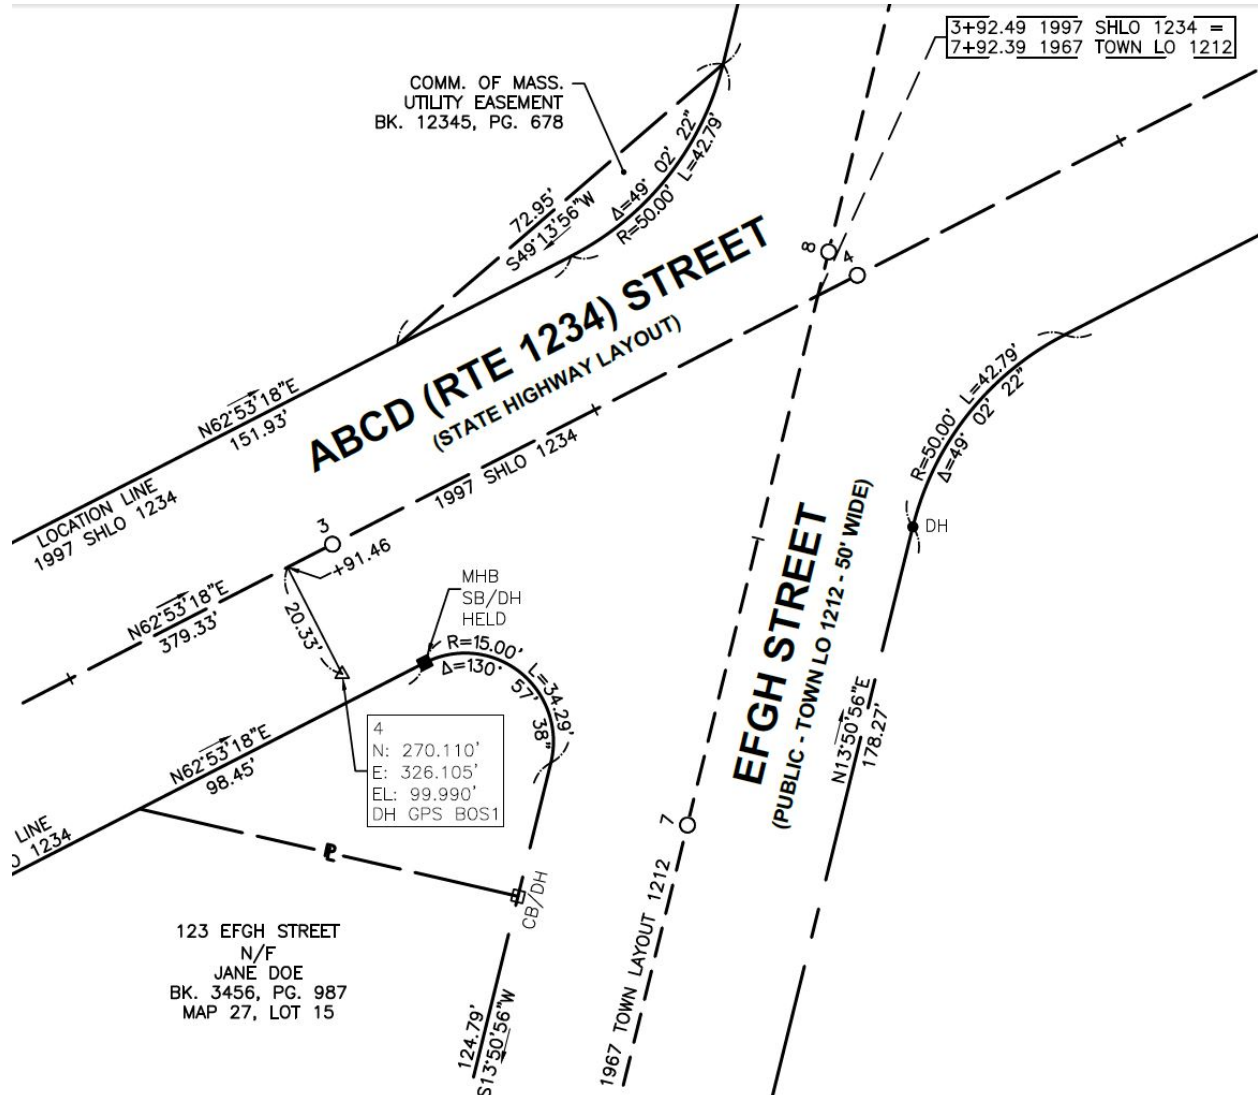 3+92.49 1997 SHLO 1234 =
7+92.39 1967 TOWN LO 1212
COMM. OF MASS.
UTILITY EASEMENT
BK. 12345, PG. 678
72.95'
S49°13'56"W
Δ=49° 02' 22"
R=50.00' L=42.79'
8
4
ABCD (RTE 1234) STREET
(STATE HIGHWAY LAYOUT)
N62°53'18"E
151.93'
LOCATION LINE
1997 SHLO 1234
1997 SHLO 1234
3
+91.46
N62°53'18"E
379.33'
20.33'
MHB
SB/DH
HELD
R=15.00' L=34.29'
Δ=130° 57' 38"
R=50.00' L=42.79'
Δ=49° 02' 22"
DH
EFGH STREET
(PUBLIC - TOWN LO 1212 - 50' WIDE)
N13°50'56"E
178.27'
N62°53'18"E
98.45'
4
N: 270.110'
E: 326.105'
EL: 99.990'
DH GPS BOS1
LINE
O 1234
PL
CB/DH
7
1967 TOWN LAYOUT 1212
123 EFGH STREET
N/F
JANE DOE
BK. 3456, PG. 987
MAP 27, LOT 15
124.79'
S13°50'56"W